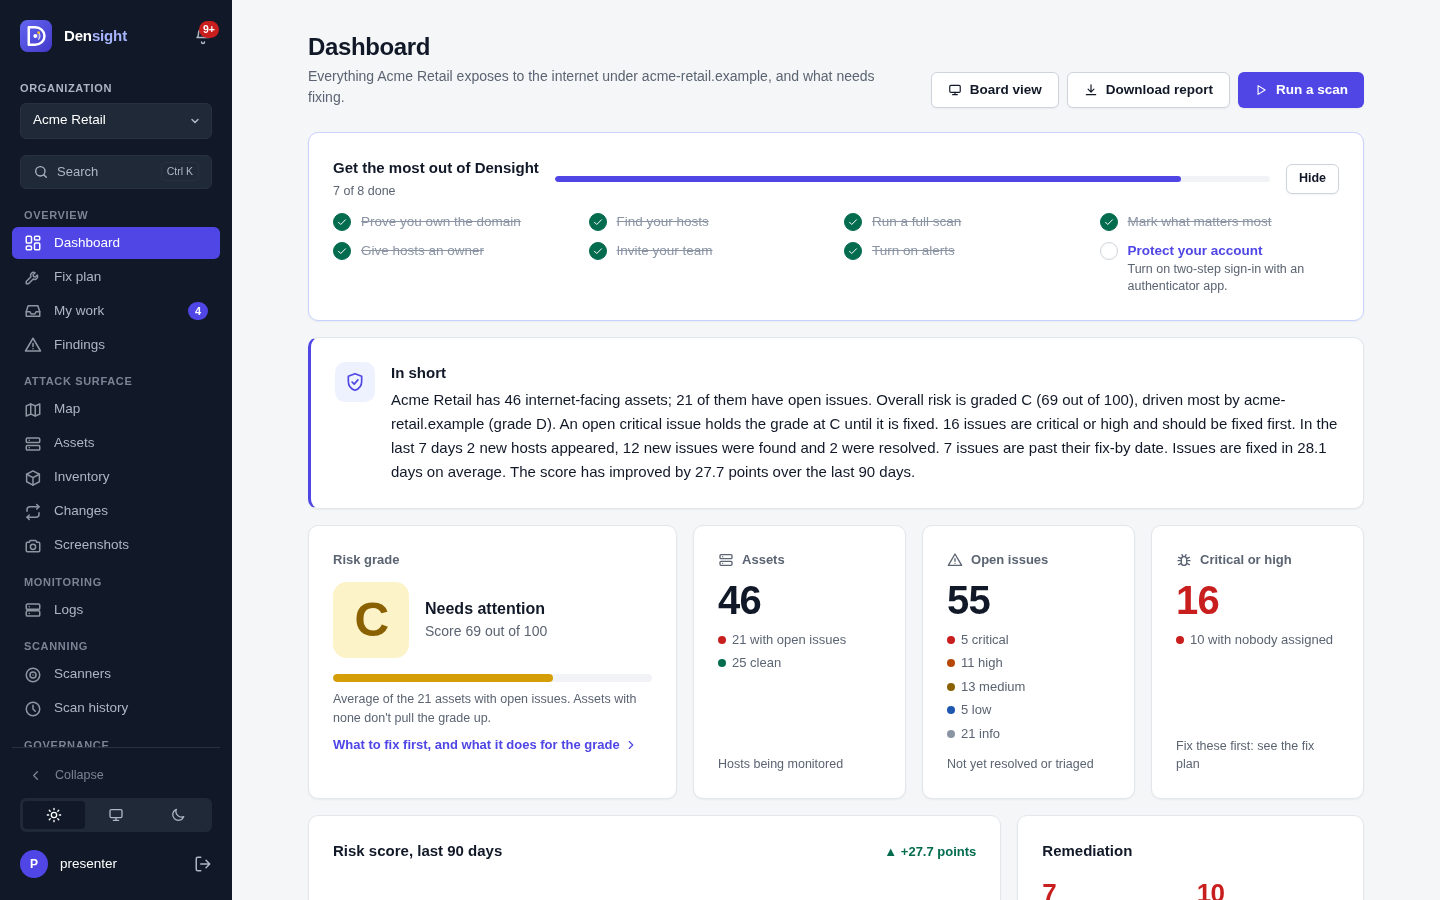 Densight
9+
ORGANIZATION
Acme Retail
Search
Ctrl K
OVERVIEW
Dashboard
Fix plan
My work
4
Findings
ATTACK SURFACE
Map
Assets
Inventory
Changes
Screenshots
MONITORING
Logs
SCANNING
Scanners
Scan history
GOVERNANCE
Collapse
P
presenter
Dashboard
Everything Acme Retail exposes to the internet under acme-retail.example, and what needs
fixing.
Board view
Download report
Run a scan
Get the most out of Densight
7 of 8 done
Hide
Prove you own the domain
Find your hosts
Run a full scan
Mark what matters most
Give hosts an owner
Invite your team
Turn on alerts
Protect your account
Turn on two-step sign-in with an
authenticator app.
In short
Acme Retail has 46 internet-facing assets; 21 of them have open issues. Overall risk is graded C (69 out of 100), driven most by acme-
retail.example (grade D). An open critical issue holds the grade at C until it is fixed. 16 issues are critical or high and should be fixed first. In the
last 7 days 2 new hosts appeared, 12 new issues were found and 2 were resolved. 7 issues are past their fix-by date. Issues are fixed in 28.1
days on average. The score has improved by 27.7 points over the last 90 days.
Risk grade
C
Needs attention
Score 69 out of 100
Average of the 21 assets with open issues. Assets with
none don't pull the grade up.
What to fix first, and what it does for the grade
Assets
46
21 with open issues
25 clean
Hosts being monitored
Open issues
55
5 critical
11 high
13 medium
5 low
21 info
Not yet resolved or triaged
Critical or high
16
10 with nobody assigned
Fix these first: see the fix
plan
Risk score, last 90 days
▲ +27.7 points
Remediation
7
10